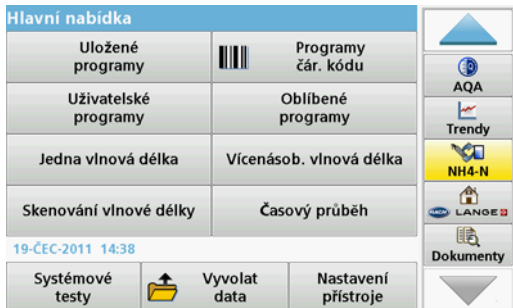 Hlavní nabídka
Uložené
programy
Programy
čár. kódu
Uživatelské
programy
Oblíbené
programy
Jedna vlnová délka
Vícenásob. vlnová délka
Skenování vlnové délky
Časový průběh
19-ČEC-2011 14:38
Systémové
testy
Vyvolat
data
Nastavení
přístroje
AQA
Trendy
NH4-N
HACH LANGE
Dokumenty